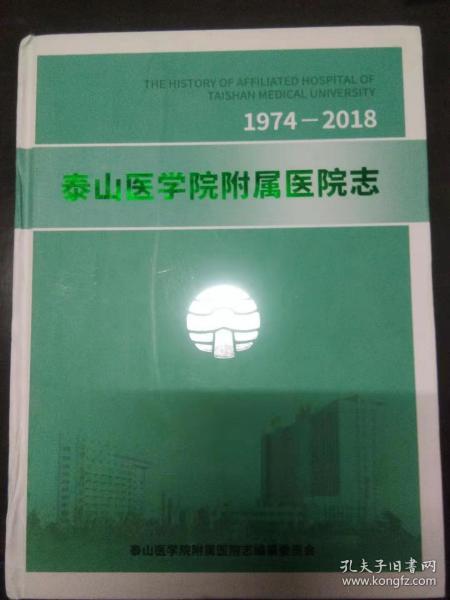 THE HISTORY OF AFFILIATED HOSPITAL OF
TAISHAN MEDICAL UNIVERSITY
1974－2018
泰山医学院附属医院志
泰山医学院附属医院志编纂委员会
孔夫子旧书网
www.kongfz.com